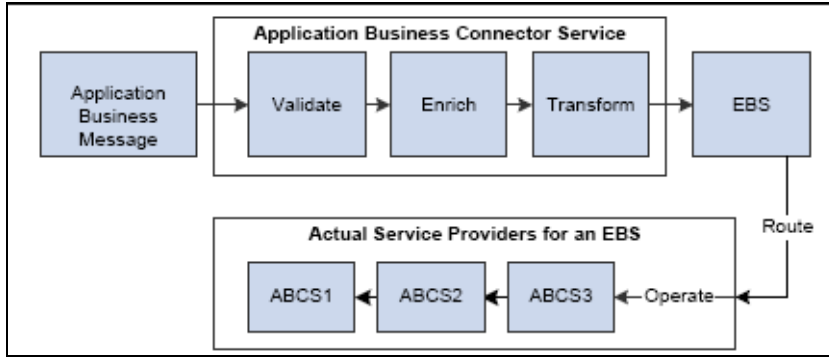 Application Business Connector Service
Application
Business
Message
Validate
Enrich
Transform
EBS
Route
Actual Service Providers for an EBS
ABCS1
ABCS2
ABCS3
Operate